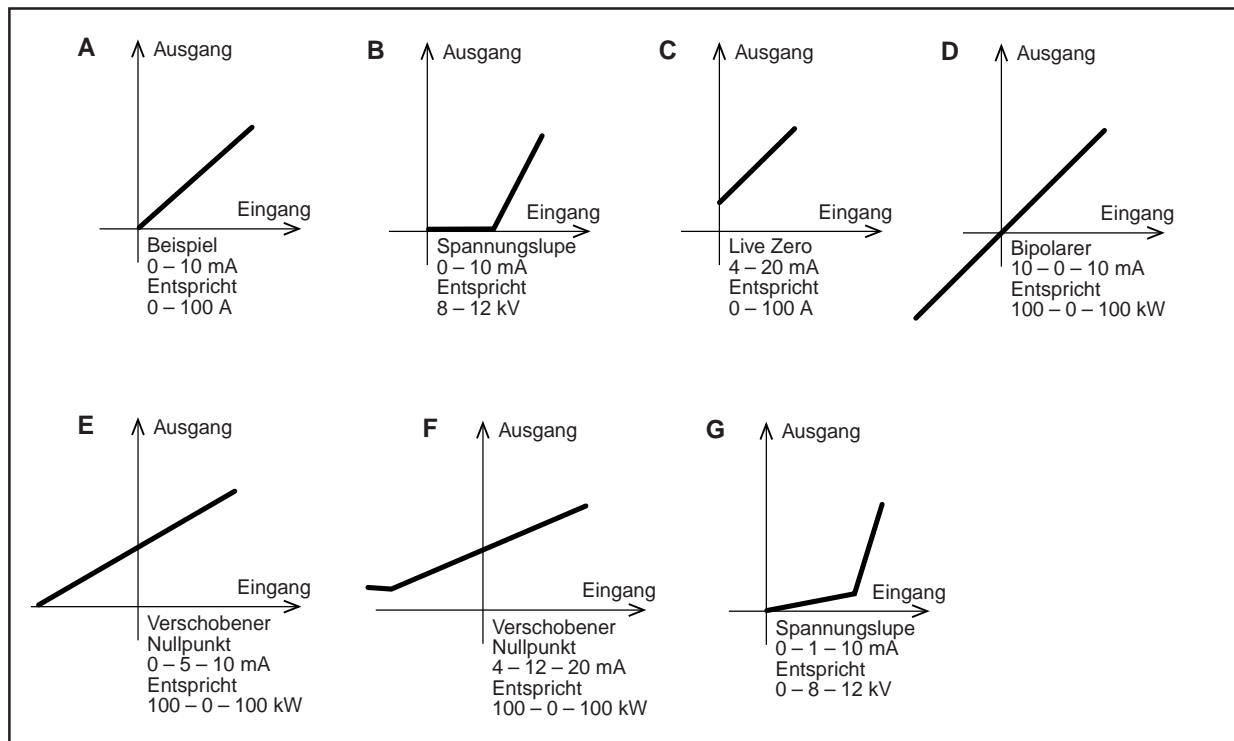 A
Ausgang
Eingang
Beispiel
0 – 10 mA
Entspricht
0 – 100 A
B
Ausgang
Eingang
Spannungslupe
0 – 10 mA
Entspricht
8 – 12 kV
C
Ausgang
Eingang
Live Zero
4 – 20 mA
Entspricht
0 – 100 A
D
Ausgang
Eingang
Bipolarer
10 – 0 – 10 mA
Entspricht
100 – 0 – 100 kW
E
Ausgang
Eingang
Verschobener
Nullpunkt
0 – 5 – 10 mA
Entspricht
100 – 0 – 100 kW
F
Ausgang
Eingang
Verschobener
Nullpunkt
4 – 12 – 20 mA
Entspricht
100 – 0 – 100 kW
G
Ausgang
Eingang
Spannungslupe
0 – 1 – 10 mA
Entspricht
0 – 8 – 12 kV